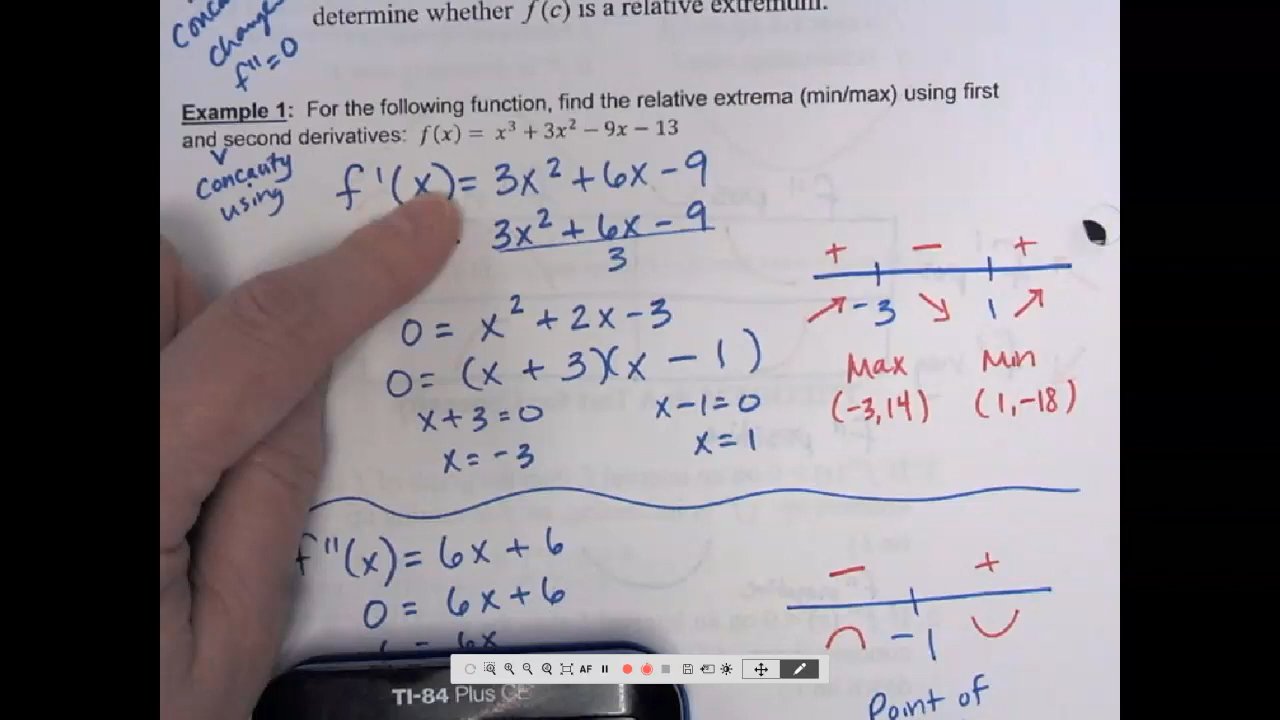 determine whether f(c) is a relative extremum.
change
f''=0
Example 1: For the following function, find the relative extrema (min/max) using first
and second derivatives: f(x) = x³ + 3x² − 9x − 13
Concauty
using
f'(x) = 3x² + 6x − 9
3x² + 6x − 9
3
0 = x² + 2x − 3
0 = (x + 3)(x − 1)
x + 3 = 0
x − 1 = 0
x = −3
x = 1
+ − +
−3 1
Max Min
(−3, 14) (1, −18)
f''(x) = 6x + 6
0 = 6x + 6
− +
−1
Point of
AF
TI-84 Plus CE